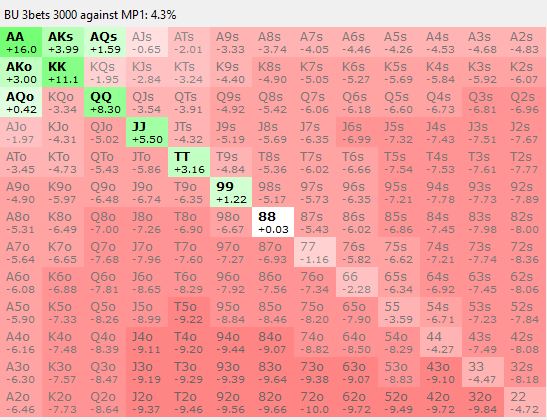 BU 3bets 3000 against MP1: 4.3%
AA AKs AQs AJs ATs A9s A8s A7s A6s A5s A4s A3s A2s
+16.0 +3.99 +1.59 -0.65 -2.01 -3.33 -3.74 -4.05 -4.46 -4.26 -4.53 -4.68 -4.83
AKo KK KQs KJs KTs K9s K8s K7s K6s K5s K4s K3s K2s
+3.00 +11.1 -1.95 -2.84 -3.24 -4.40 -4.90 -5.05 -5.27 -5.69 -5.84 -5.92 -6.07
AQo KQo QQ QJs QTs Q9s Q8s Q7s Q6s Q5s Q4s Q3s Q2s
+0.42 -3.34 +8.30 -3.54 -3.91 -4.92 -5.42 -6.06 -6.18 -6.60 -6.73 -6.81 -6.96
AJo KJo QJo JJ JTs J9s J8s J7s J6s J5s J4s J3s J2s
-1.97 -4.31 -5.02 +5.50 -4.32 -5.19 -5.69 -6.35 -6.99 -7.32 -7.43 -7.51 -7.67
ATo KTo QTo JTo TT T9s T8s T7s T6s T5s T4s T3s T2s
-3.45 -4.73 -5.43 -5.86 +3.16 -4.84 -5.36 -6.02 -6.66 -7.54 -7.53 -7.61 -7.77
A9o K9o Q9o J9o T9o 99 98s 97s 96s 95s 94s 93s 92s
-4.90 -5.97 -6.48 -6.74 -6.35 +1.22 -5.17 -5.73 -6.35 -7.21 -7.78 -7.73 -7.89
A8o K8o Q8o J8o T8o 98o 88 87s 86s 85s 84s 83s 82s
-5.31 -6.49 -7.00 -7.26 -6.90 -6.67 +0.03 -5.43 -6.02 -6.86 -7.45 -7.98 -8.00
A7o K7o Q7o J7o T7o 97o 87o 77 76s 75s 74s 73s 72s
-5.64 -6.65 -7.68 -7.96 -7.60 -7.27 -6.93 -1.16 -5.82 -6.62 -7.21 -7.74 -8.36
A6o K6o Q6o J6o T6o 96o 86o 76o 66 65s 64s 63s 62s
-6.08 -6.88 -7.81 -8.65 -8.29 -7.92 -7.56 -7.34 -2.28 -6.34 -6.92 -7.45 -8.06
A5o K5o Q5o J5o T5o 95o 85o 75o 65o 55 54s 53s 52s
-5.90 -7.33 -8.26 -8.99 -9.22 -8.84 -8.46 -8.20 -7.90 -3.59 -6.71 -7.23 -7.84
A4o K4o Q4o J4o T4o 94o 84o 74o 64o 54o 44 43s 42s
-6.16 -7.48 -8.39 -9.11 -9.20 -9.44 -9.07 -8.82 -8.50 -8.29 -4.27 -7.49 -8.08
A3o K3o Q3o J3o T3o 93o 83o 73o 63o 53o 43o 33 32s
-6.30 -7.57 -8.47 -9.19 -9.29 -9.39 -9.64 -9.38 -9.07 -8.83 -9.10 -4.47 -8.18
A2o K2o Q2o J2o T2o 92o 82o 72o 62o 52o 42o 32o 22
-6.46 -7.73 -8.64 -9.37 -9.46 -9.56 -9.66 -10.0 -9.72 -9.49 -9.72 -9.84 -4.72